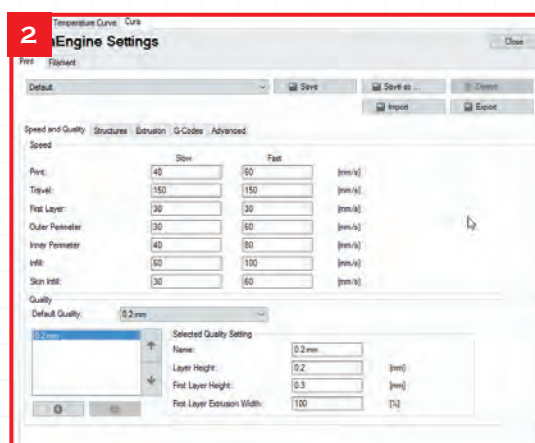 2
Temperature Curve Cura
Engine Settings Close
Print Filament
Default Save Save as ... Delete
Import Export
Speed and Quality Structures Extrusion G-Codes Advanced
Speed
Slow Fast
Print: 40 60 [mm/s]
Travel: 150 150 [mm/s]
First Layer: 30 30 [mm/s]
Outer Perimeter 30 60 [mm/s]
Inner Perimeter 40 80 [mm/s]
Infill: 60 100 [mm/s]
Skin Infill: 30 60 [mm/s]
Quality
Default Quality: 0.2 mm
0.2 mm
Selected Quality Setting
Name: 0.2 mm
Layer Height: 0.2 [mm]
First Layer Height: 0.3 [mm]
First Layer Extrusion Width: 100 [%]